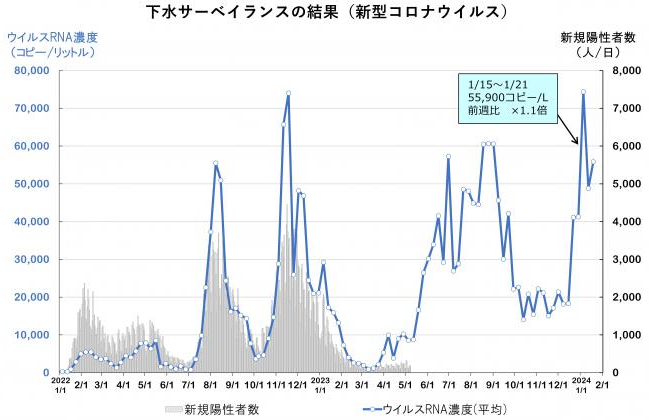 下水サーベイランスの結果（新型コロナウイルス）
ウイルスRNA濃度
（コピー/リットル）
新規陽性者数
（人/日）
80,000
70,000
60,000
50,000
40,000
30,000
20,000
10,000
0
8,000
7,000
6,000
5,000
4,000
3,000
2,000
1,000
0
1/15～1/21
55,900コピー/L
前週比　×1.1倍
2022 2023 2024
1/1 2/1 3/1 4/1 5/1 6/1 7/1 8/1 9/1 10/1 11/1 12/1 1/1 2/1 3/1 4/1 5/1 6/1 7/1 8/1 9/1 10/1 11/1 12/1 1/1 2/1
新規陽性者数 ウイルスRNA濃度(平均)